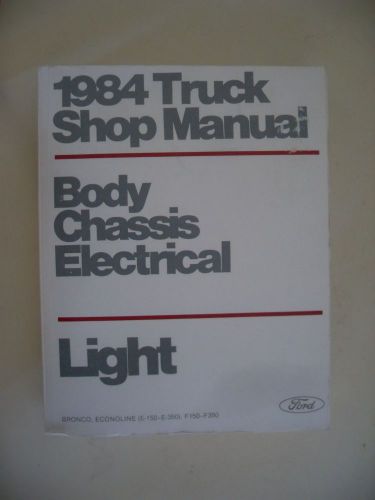 1984 Truck
Shop Manual
Body
Chassis
Electrical
Light
Ford
BRONCO, ECONOLINE (E-150–E-350), F150–F350